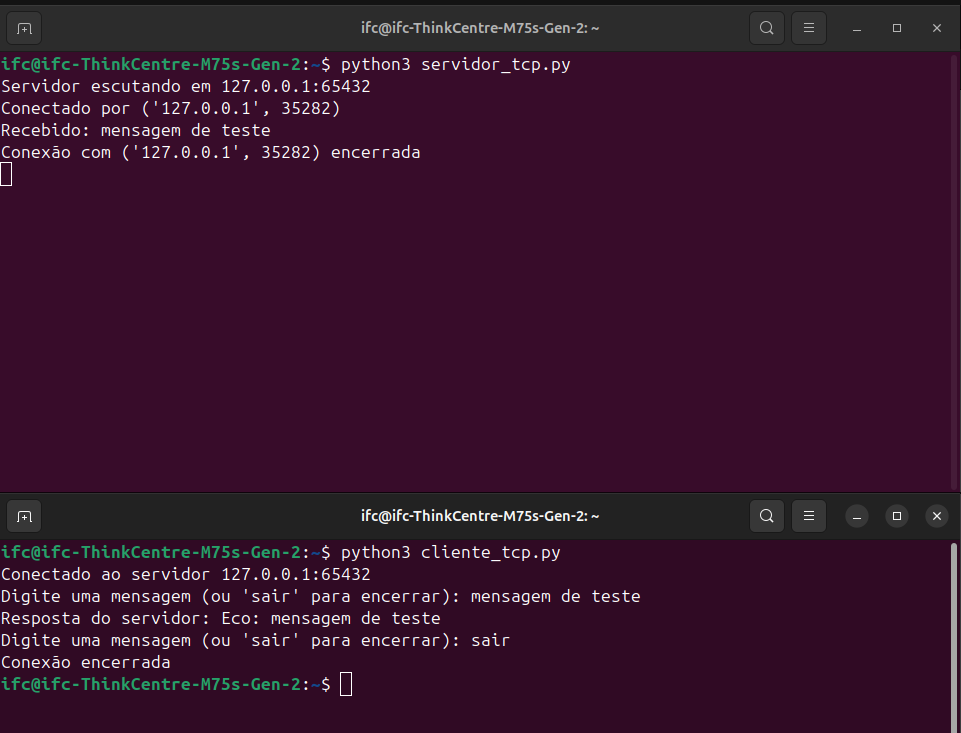 ifc@ifc-ThinkCentre-M75s-Gen-2: ~
ifc@ifc-ThinkCentre-M75s-Gen-2:~$ python3 servidor_tcp.py
Servidor escutando em 127.0.0.1:65432
Conectado por ('127.0.0.1', 35282)
Recebido: mensagem de teste
Conexão com ('127.0.0.1', 35282) encerrada
ifc@ifc-ThinkCentre-M75s-Gen-2: ~
ifc@ifc-ThinkCentre-M75s-Gen-2:~$ python3 cliente_tcp.py
Conectado ao servidor 127.0.0.1:65432
Digite uma mensagem (ou 'sair' para encerrar): mensagem de teste
Resposta do servidor: Eco: mensagem de teste
Digite uma mensagem (ou 'sair' para encerrar): sair
Conexão encerrada
ifc@ifc-ThinkCentre-M75s-Gen-2:~$